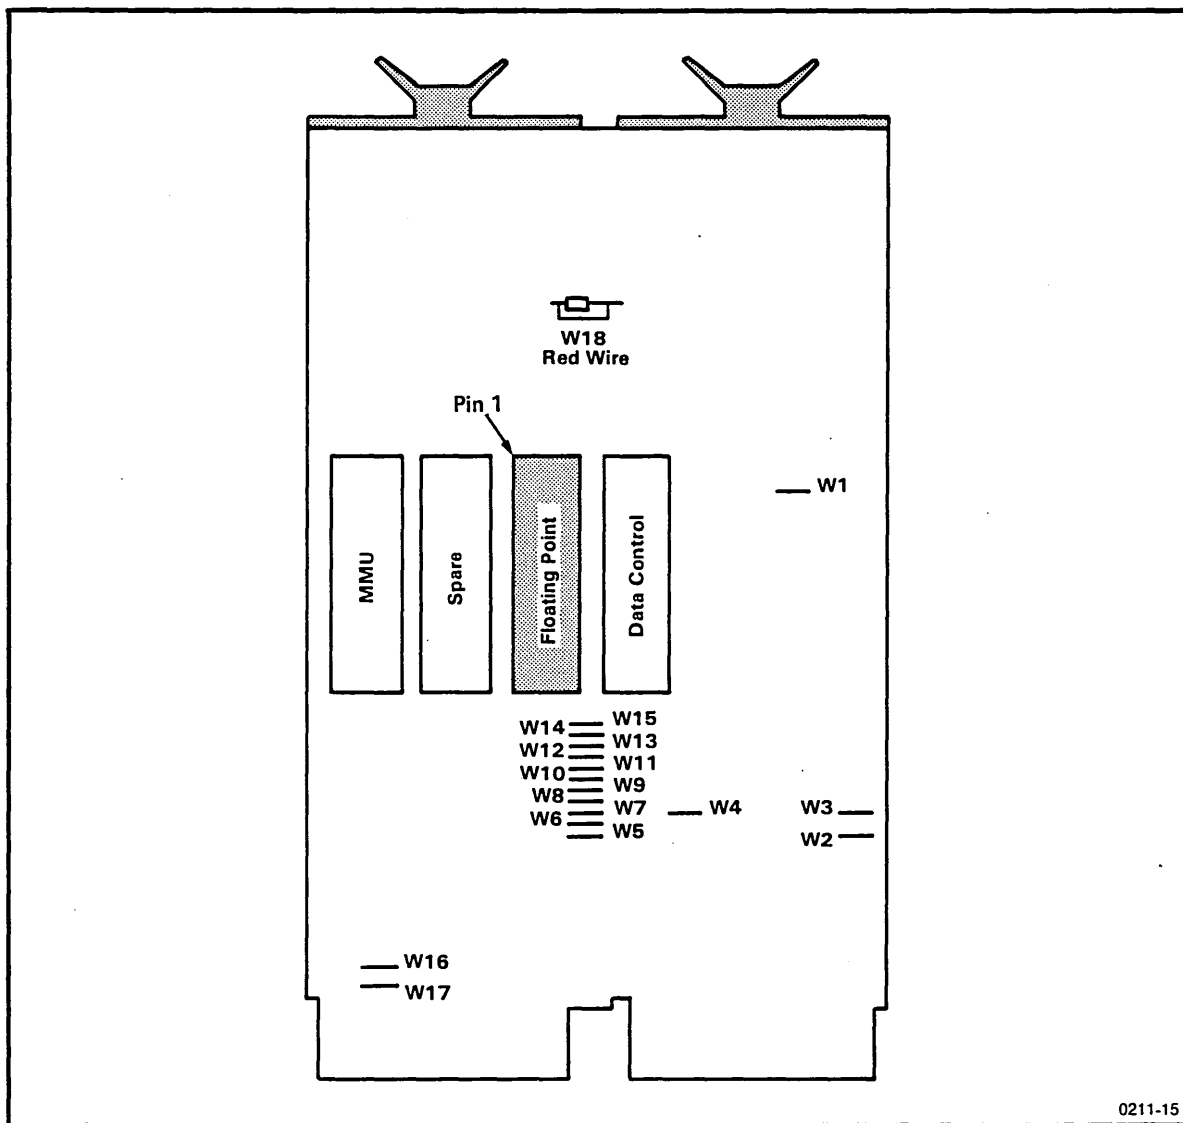 W18
Red Wire
Pin 1
W1
MMU
Spare
Floating Point
Data Control
W14
W15
W12
W13
W10
W11
W8
W9
W6
W7
W5
W4
W3
W2
W16
W17
0211-15